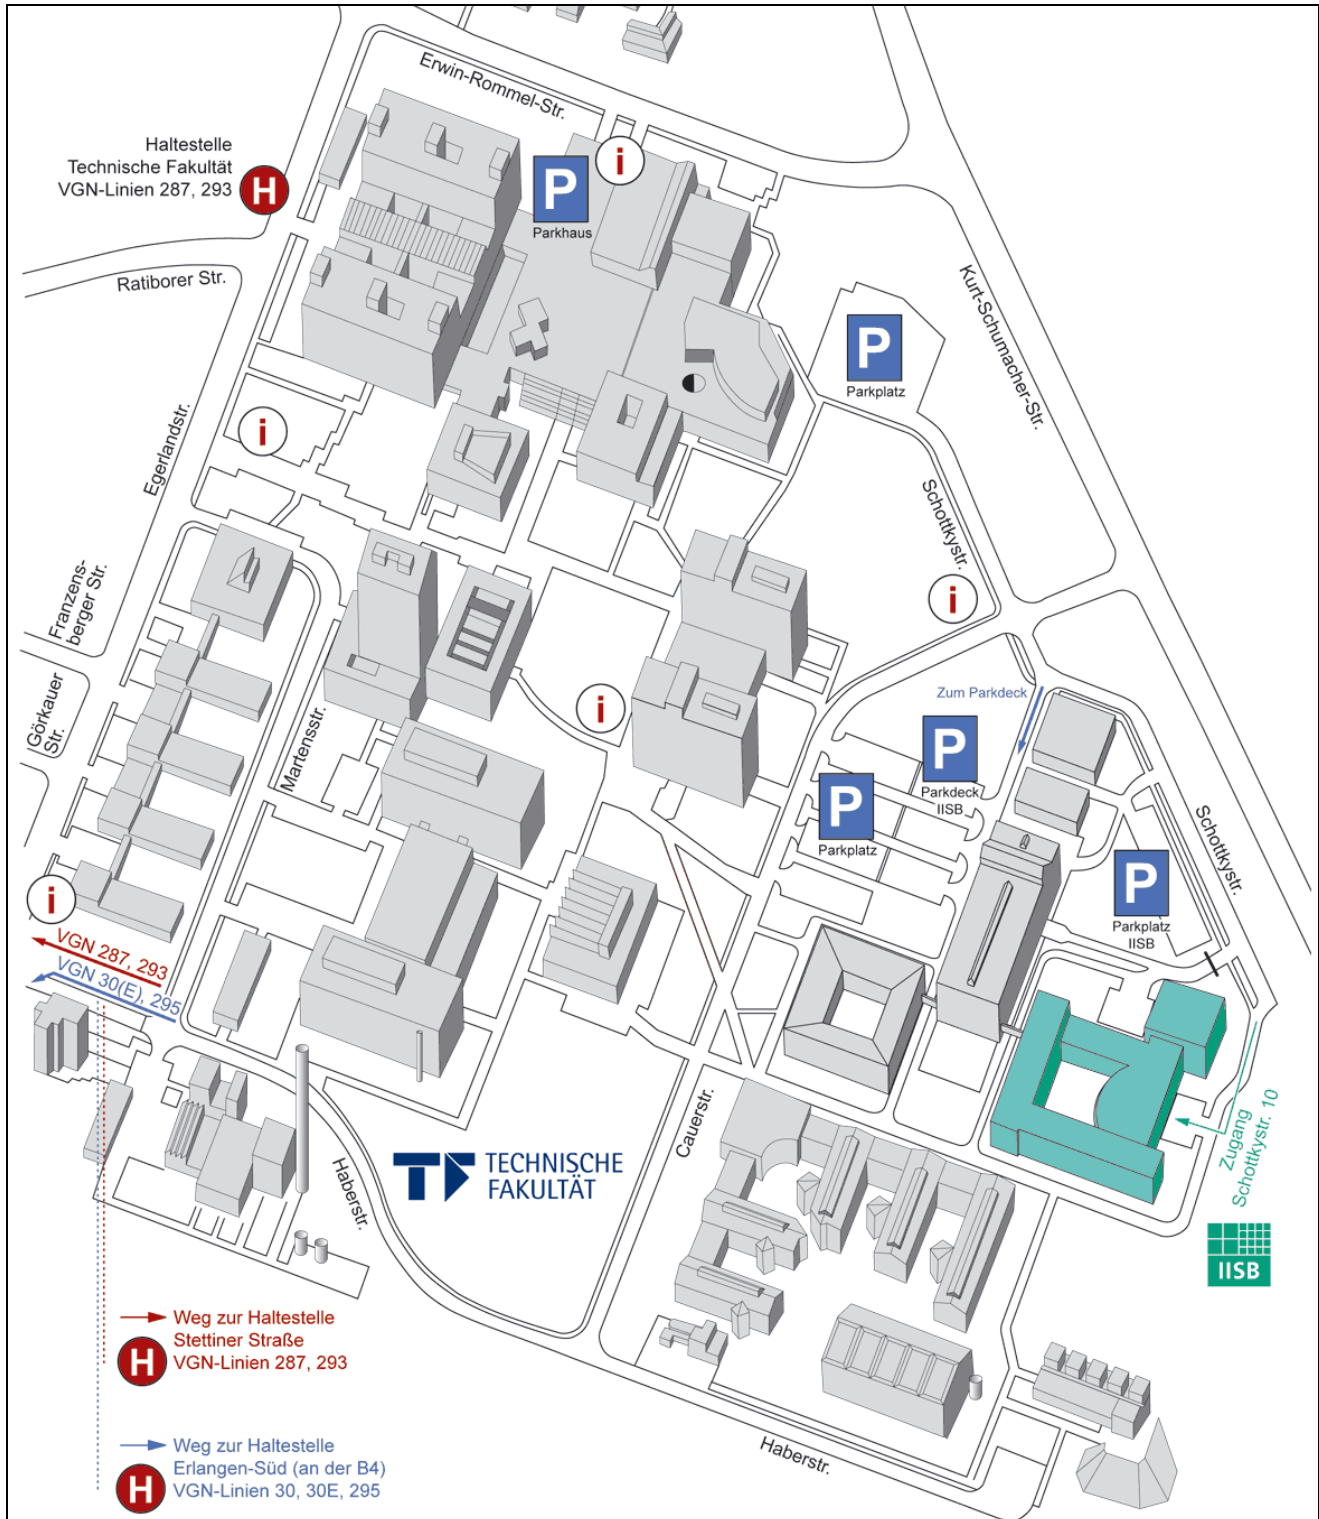 Erwin-Rommel-Str.
Haltestelle
Technische Fakultät
VGN-Linien 287, 293
H
i
P
Parkhaus
Ratiborer Str.
Kurt-Schumacher-Str.
P
Parkplatz
Egerlandstr.
i
Schottkystr.
Franzens-
berger Str.
i
Görkauer
Str.
Martensstr.
i
Zum Parkdeck
P
Parkdeck
IISB
P
Parkplatz
Schottkystr.
P
Parkplatz
IISB
i
VGN 287, 293
VGN 30(E), 295
Cauerstr.
Zugang
Schottkystr. 10
Haberstr.
TF TECHNISCHE
FAKULTÄT
IISB
Weg zur Haltestelle
Stettiner Straße
H
VGN-Linien 287, 293
Weg zur Haltestelle
Erlangen-Süd (an der B4)
H
VGN-Linien 30, 30E, 295
Haberstr.